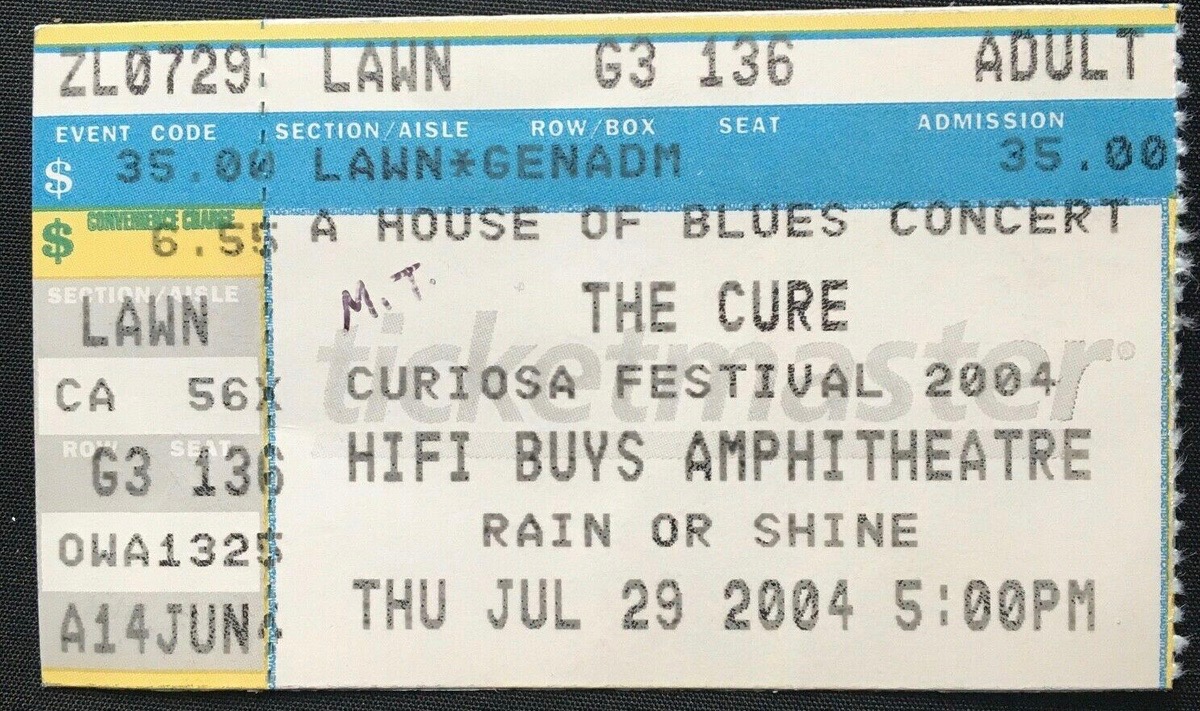 ZL0729 LAWN G3 136 ADULT
EVENT CODE SECTION/AISLE ROW/BOX SEAT ADMISSION
$ 35.00 LAWN*GENADM 35.00
$ CONVENIENCE CHARGE 6.55 A HOUSE OF BLUES CONCERT
M.T.
THE CURE
ticketmaster®
CURIOSA FESTIVAL 2004
HIFI BUYS AMPHITHEATRE
RAIN OR SHINE
THU JUL 29 2004 5:00PM
SECTION/AISLE
LAWN
CA 56X
ROW SEAT
G3 136
OWA1325
A14JUN4